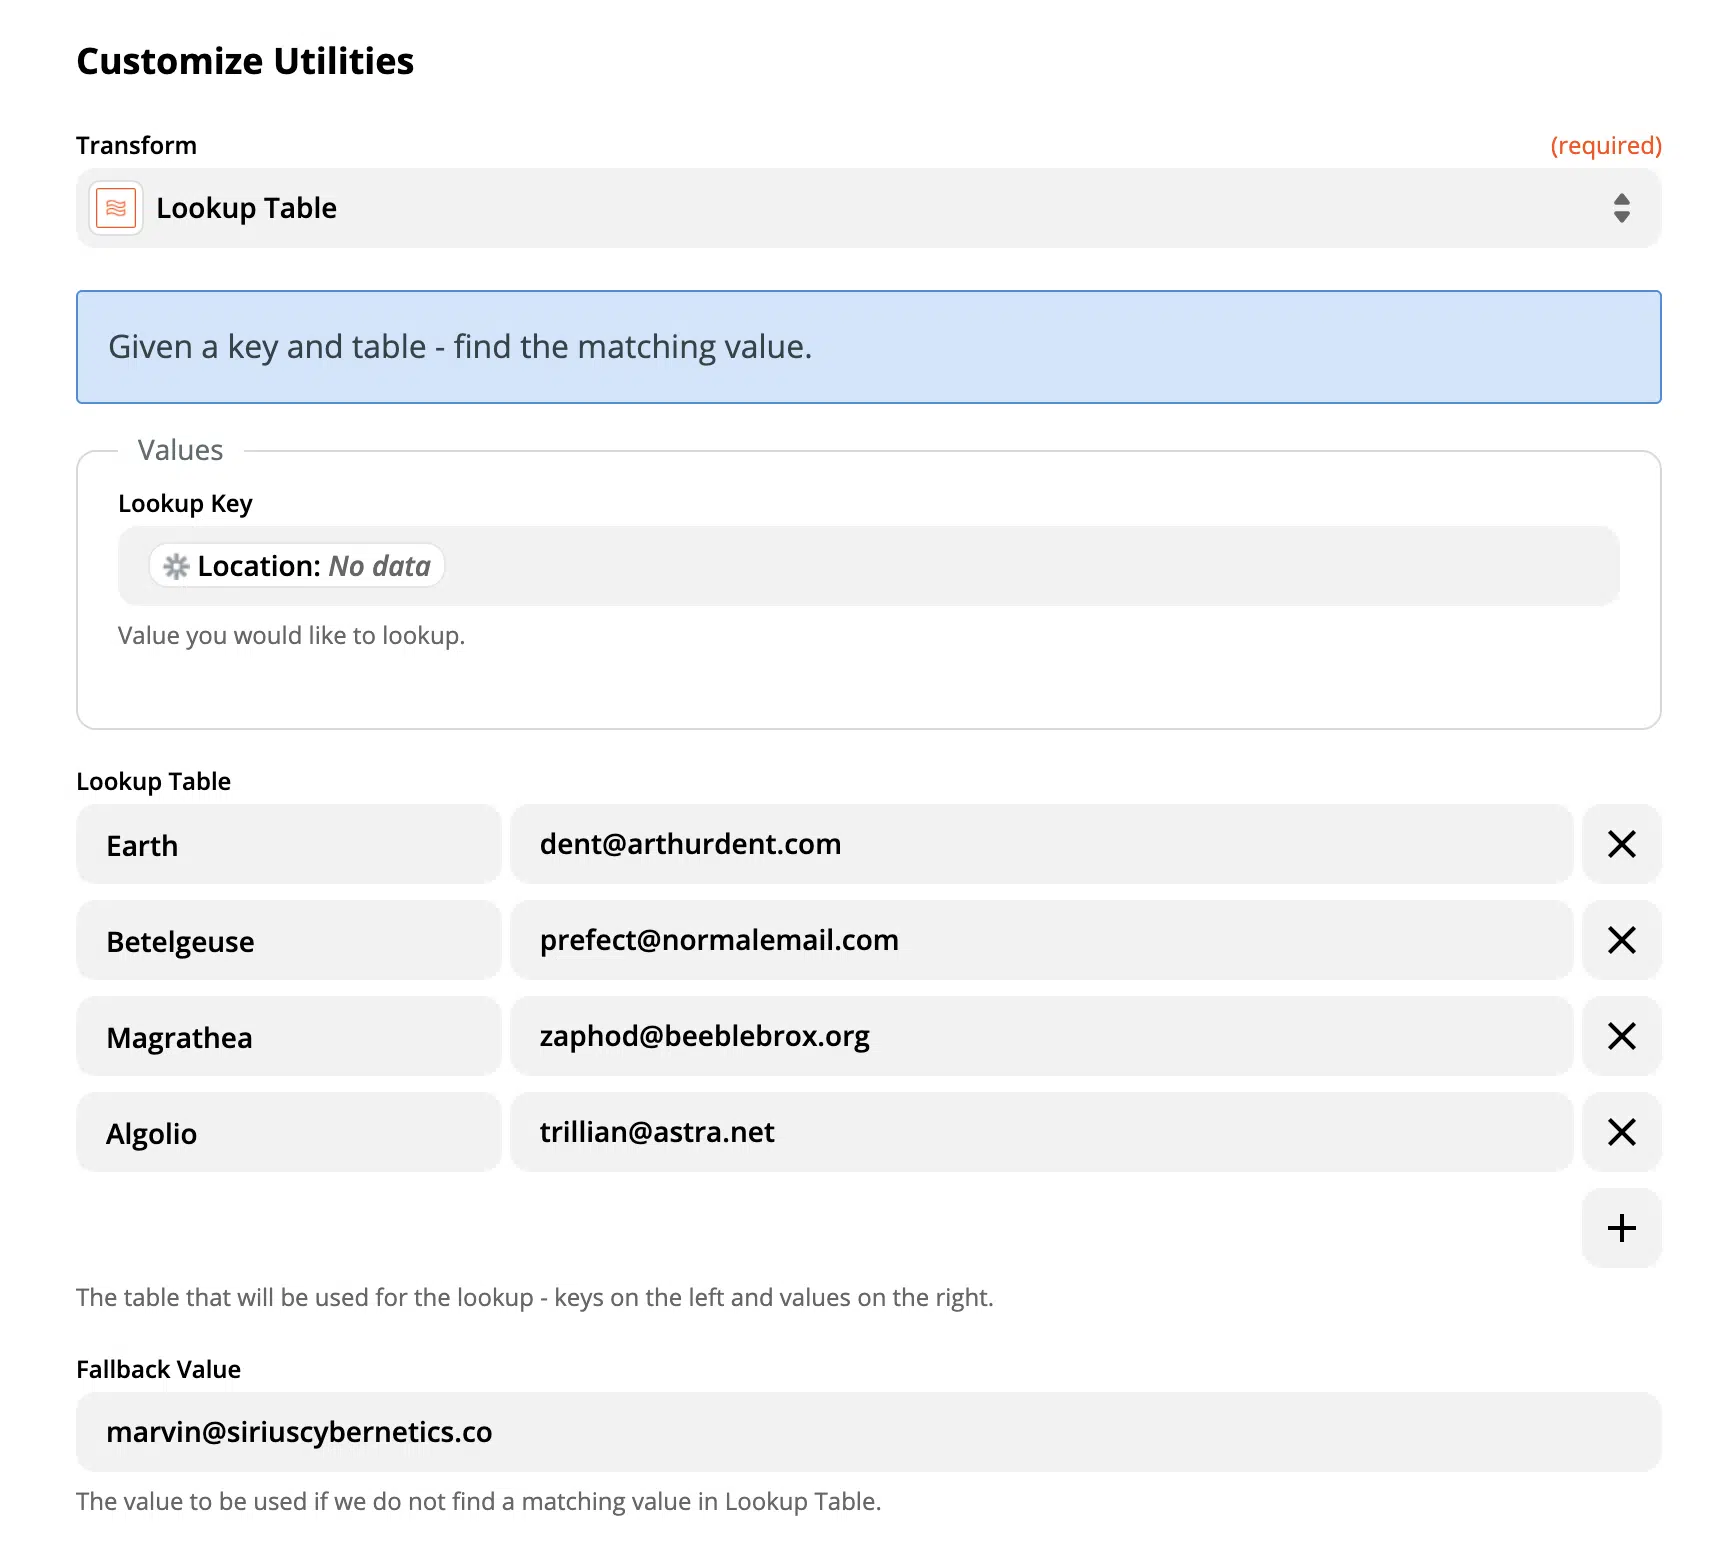 Customize Utilities
Transform (required)
Lookup Table
Given a key and table - find the matching value.
Values
Lookup Key
Location: No data
Value you would like to lookup.
Lookup Table
Earth dent@arthurdent.com
Betelgeuse prefect@normalemail.com
Magrathea zaphod@beeblebrox.org
Algolio trillian@astra.net
The table that will be used for the lookup - keys on the left and values on the right.
Fallback Value
marvin@siriuscybernetics.co
The value to be used if we do not find a matching value in Lookup Table.